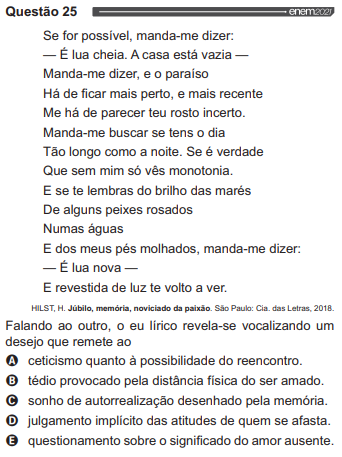 Questão 25 enem2021
Se for possível, manda-me dizer:
— É lua cheia. A casa está vazia —
Manda-me dizer, e o paraíso
Há de ficar mais perto, e mais recente
Me há de parecer teu rosto incerto.
Manda-me buscar se tens o dia
Tão longo como a noite. Se é verdade
Que sem mim só vês monotonia.
E se te lembras do brilho das marés
De alguns peixes rosados
Numas águas
E dos meus pés molhados, manda-me dizer:
— É lua nova —
E revestida de luz te volto a ver.
HILST, H. Júbilo, memória, noviciado da paixão. São Paulo: Cia. das Letras, 2018.
Falando ao outro, o eu lírico revela-se vocalizando um
desejo que remete ao
A ceticismo quanto à possibilidade do reencontro.
B tédio provocado pela distância física do ser amado.
C sonho de autorrealização desenhado pela memória.
D julgamento implícito das atitudes de quem se afasta.
E questionamento sobre o significado do amor ausente.